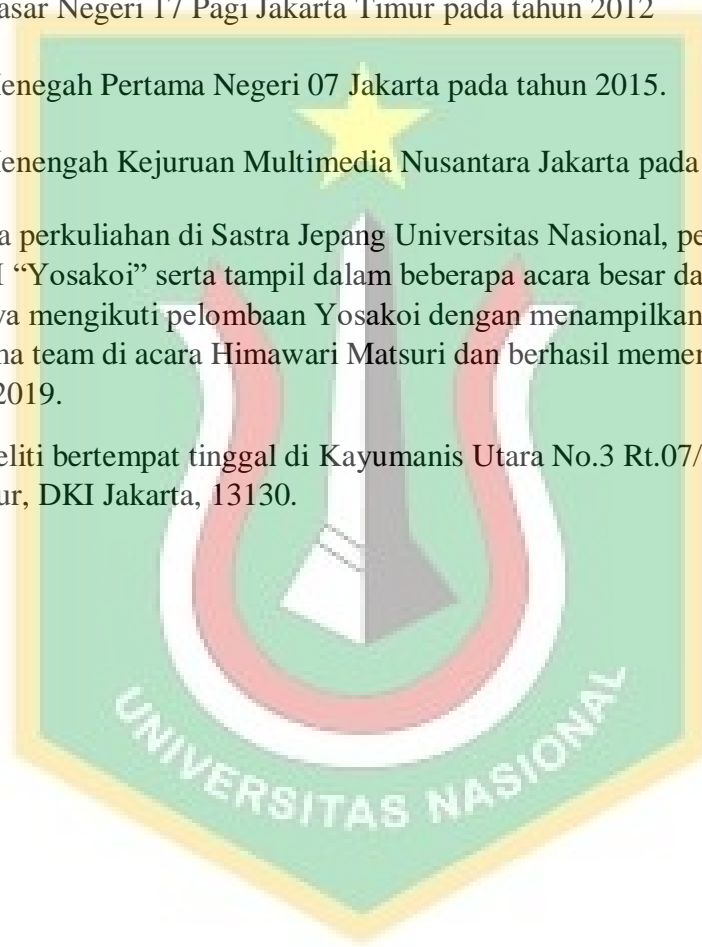 asar Negeri 17 Pagi Jakarta Timur pada tahun 2012
enegah Pertama Negeri 07 Jakarta pada tahun 2015.
enengah Kejuruan Multimedia Nusantara Jakarta pada
a perkuliahan di Sastra Jepang Universitas Nasional, pe
“Yosakoi” serta tampil dalam beberapa acara besar da
a mengikuti pelombaan Yosakoi dengan menampilkan
na team di acara Himawari Matsuri dan berhasil memen
2019.
eliti bertempat tinggal di Kayumanis Utara No.3 Rt.07/
ur, DKI Jakarta, 13130.
UNIVERSITAS NASIONAL